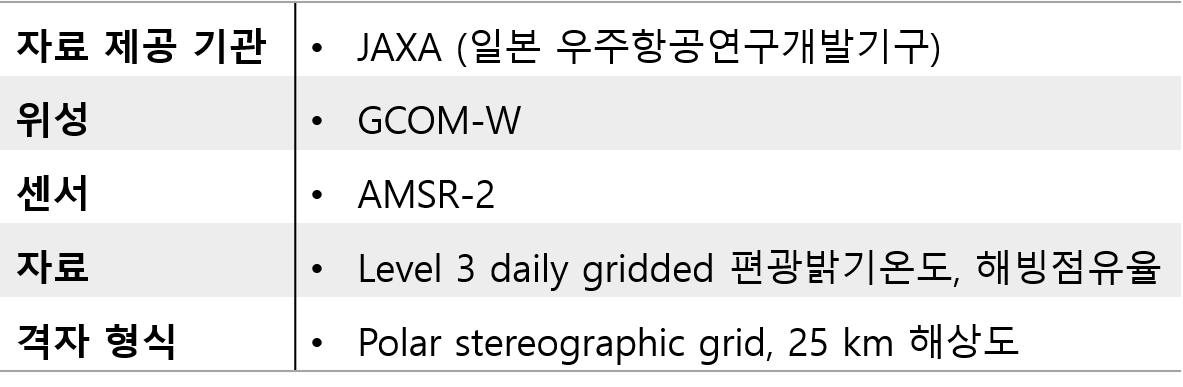 자료 제공 기관 • JAXA (일본 우주항공연구개발기구)
위성 • GCOM-W
센서 • AMSR-2
자료 • Level 3 daily gridded 편광밝기온도, 해빙점유율
격자 형식 • Polar stereographic grid, 25 km 해상도